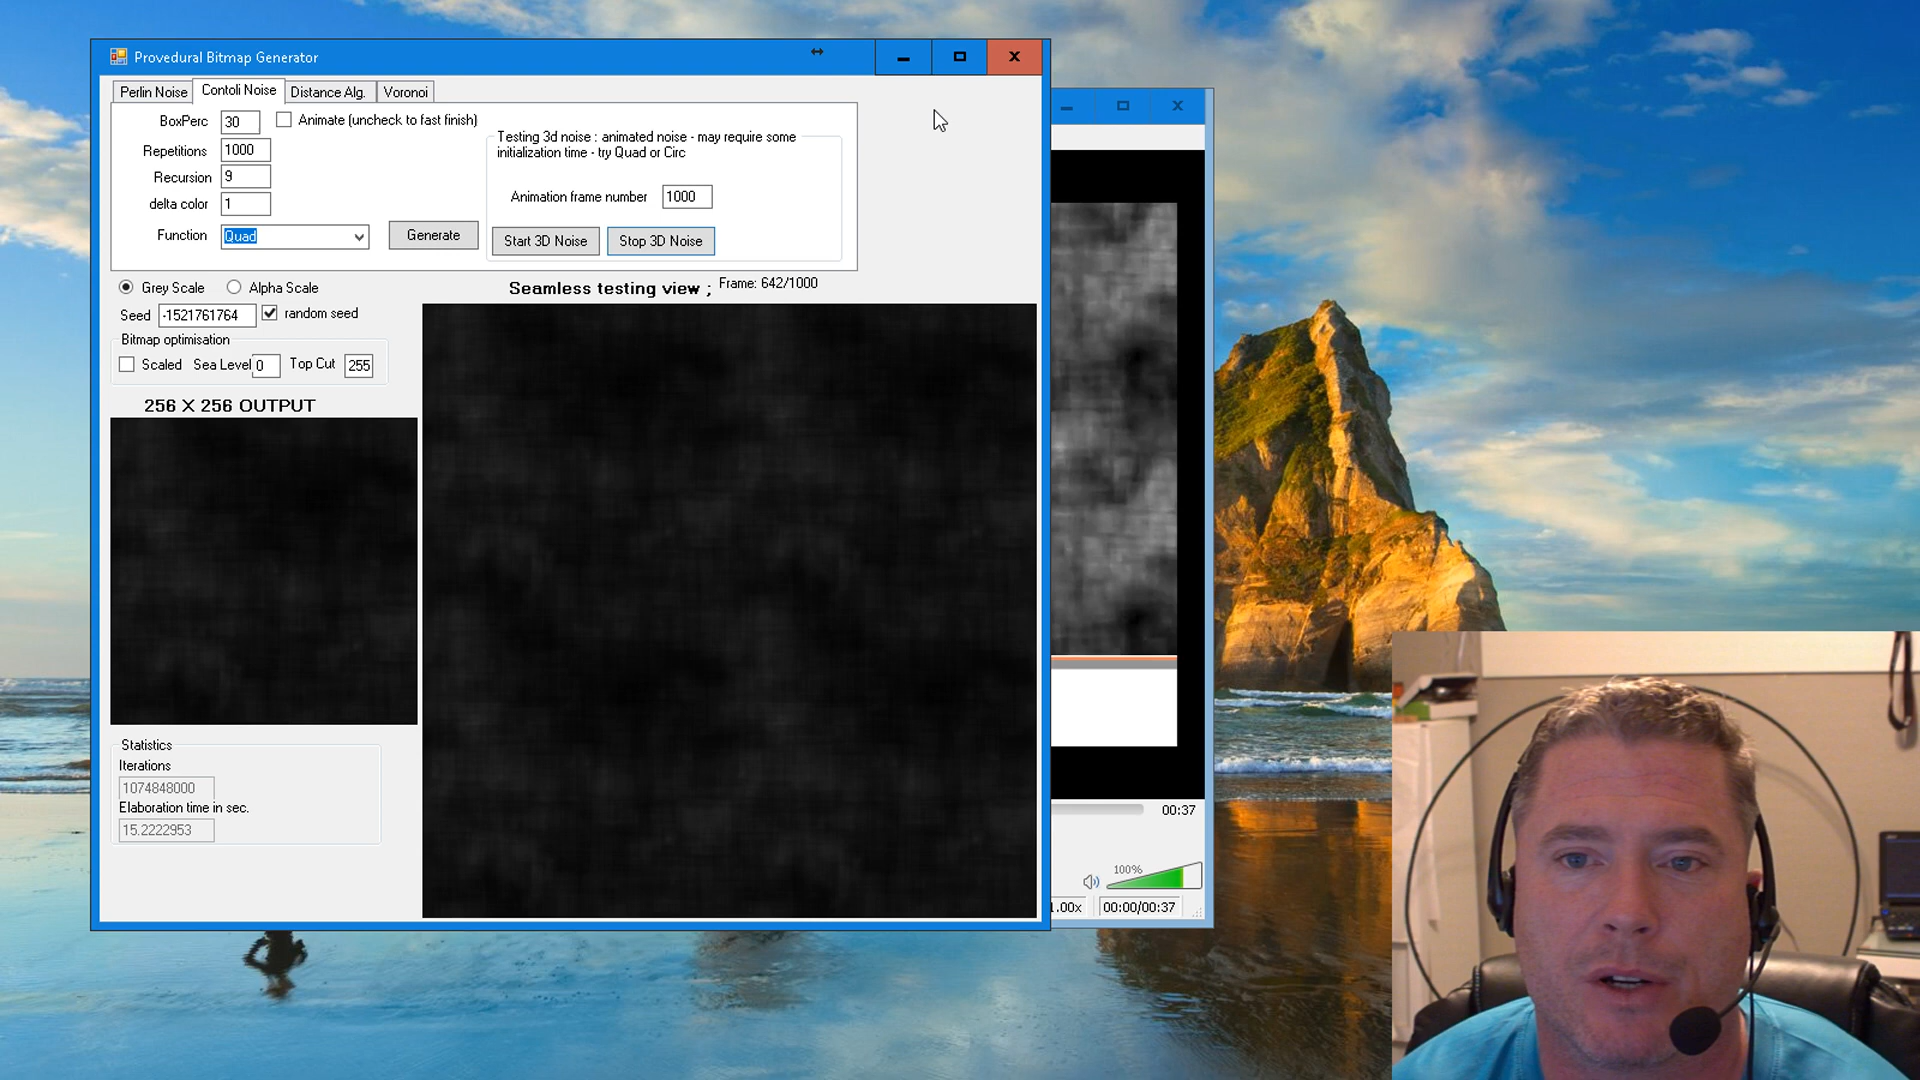 Provedural Bitmap Generator
Perlin Noise
Contoli Noise
Distance Alg.
Voronoi
BoxPerc 30
Animate (uncheck to fast finish)
Repetitions 1000
Recursion 9
delta color 1
Function Quad
Generate
Testing 3d noise : animated noise - may require some
initialization time - try Quad or Circ
Animation frame number 1000
Start 3D Noise
Stop 3D Noise
Grey Scale
Alpha Scale
Seamless testing view ;
Frame: 642/1000
Seed -1521761764
random seed
Bitmap optimisation
Scaled
Sea Level 0
Top Cut 255
256 X 256 OUTPUT
Statistics
Iterations
1074848000
Elaboration time in sec.
15.2222953
00:37
100%
1.00x
00:00/00:37